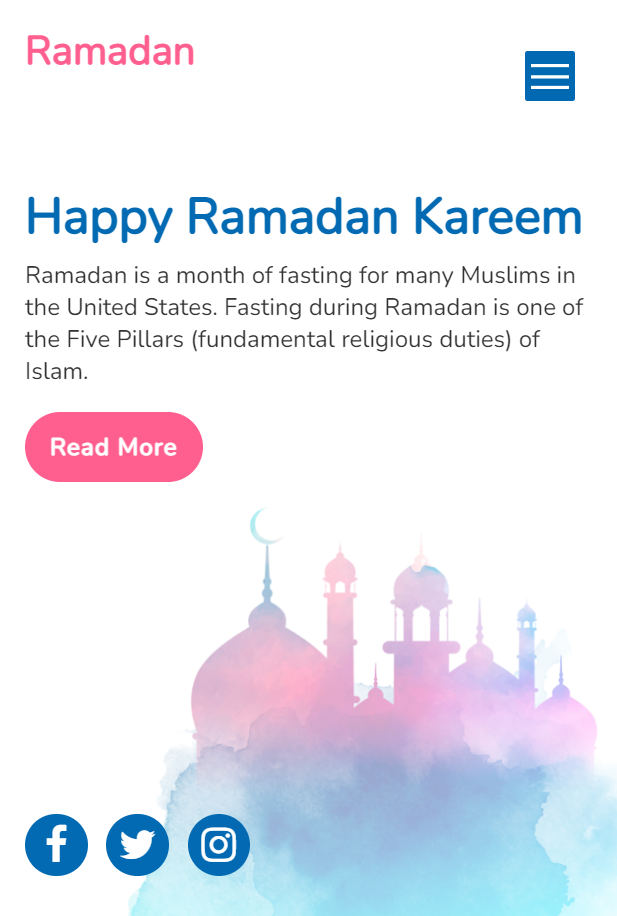 Ramadan
Happy Ramadan Kareem
Ramadan is a month of fasting for many Muslims in
the United States. Fasting during Ramadan is one of
the Five Pillars (fundamental religious duties) of
Islam.
Read More